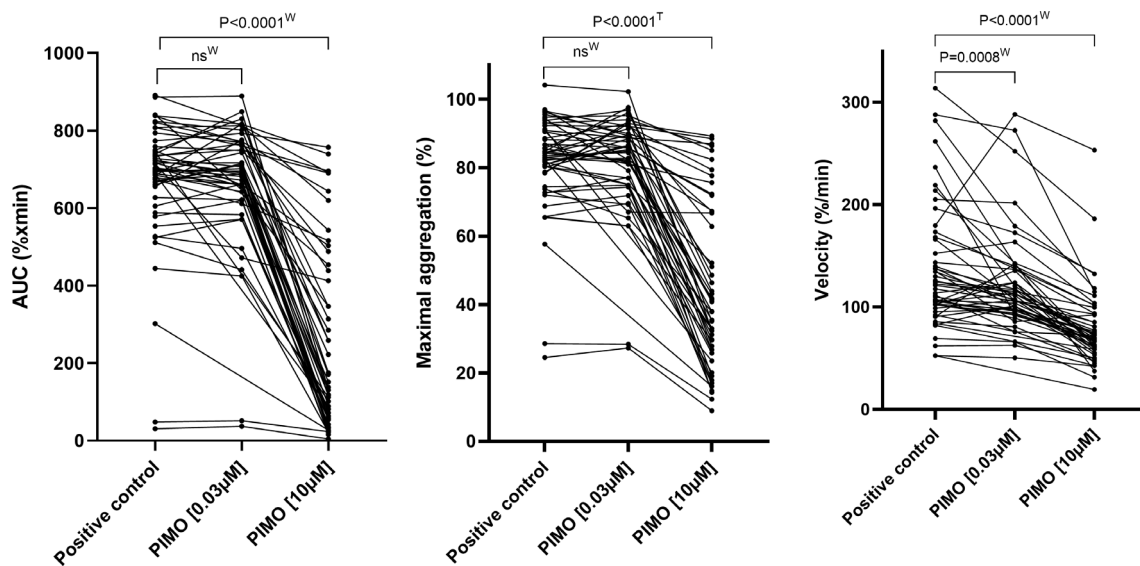 P<0.0001ᵂ
nsᵂ
1000
800
600
400
200
0
AUC (%xmin)
Positive control
PIMO [0.03µM]
PIMO [10µM]
P<0.0001ᵀ
nsᵂ
100
80
60
40
20
0
Maximal aggregation (%)
Positive control
PIMO [0.03µM]
PIMO [10µM]
P<0.0001ᵂ
P=0.0008ᵂ
300
200
100
0
Velocity (%/min)
Positive control
PIMO [0.03µM]
PIMO [10µM]